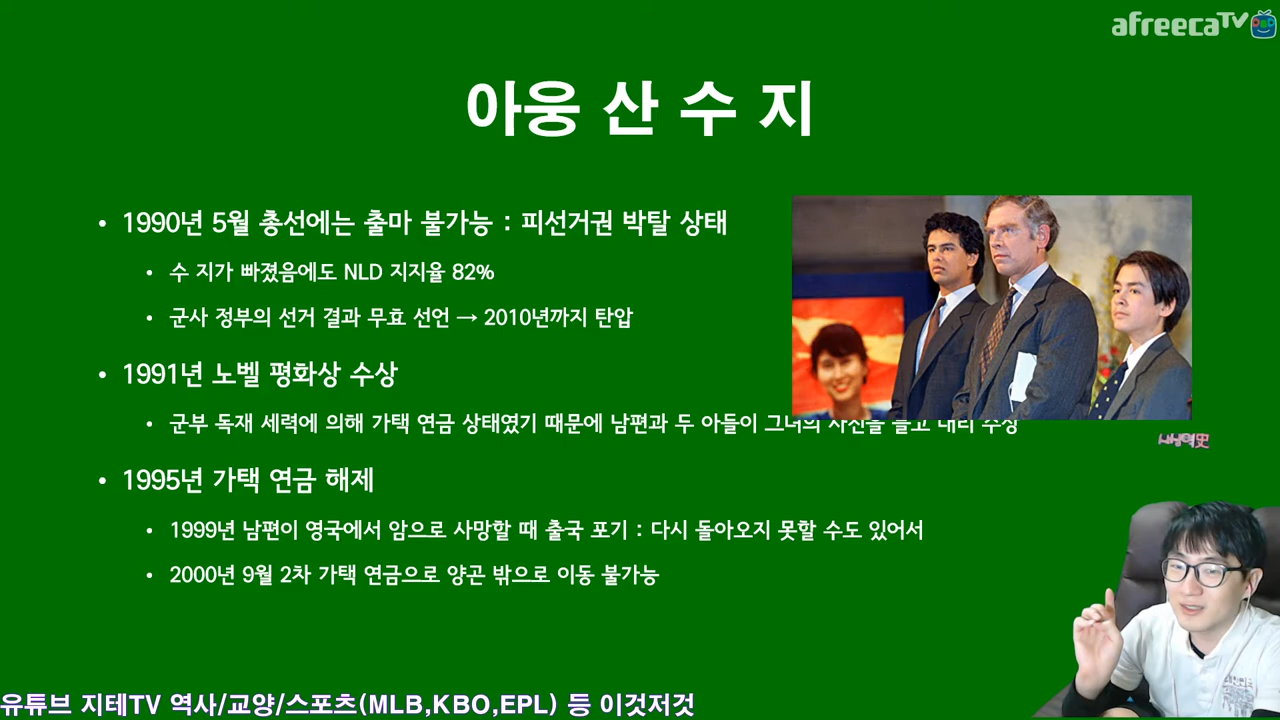 afreecaTV
아웅 산 수 지
• 1990년 5월 총선에는 출마 불가능 : 피선거권 박탈 상태
• 수 지가 빠졌음에도 NLD 지지율 82%
• 군사 정부의 선거 결과 무효 선언 → 2010년까지 탄압
• 1991년 노벨 평화상 수상
• 군부 독재 세력에 의해 가택 연금 상태였기 때문에 남편과 두 아들이 그녀의 사진을 들고 대리 수상
• 1995년 가택 연금 해제
• 1999년 남편이 영국에서 암으로 사망할 때 출국 포기 : 다시 돌아오지 못할 수도 있어서
• 2000년 9월 2차 가택 연금으로 양곤 밖으로 이동 불가능
유튜브 지테TV 역사/교양/스포츠(MLB,KBO,EPL) 등 이것저것